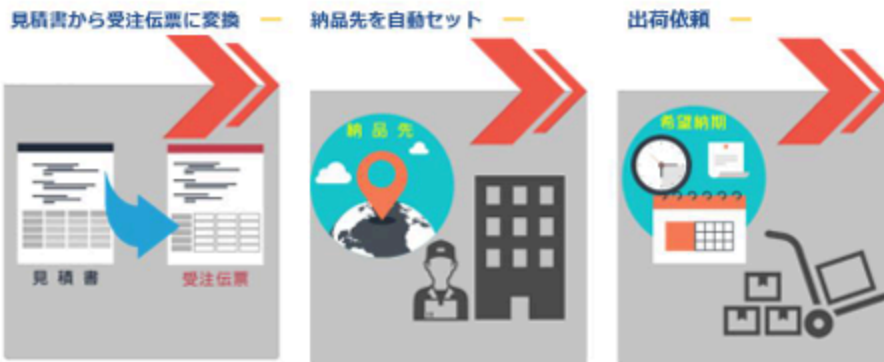 見積書から受注伝票に変換
納品先を自動セット
出荷依頼
見積書
受注伝票
納品先
希望納期